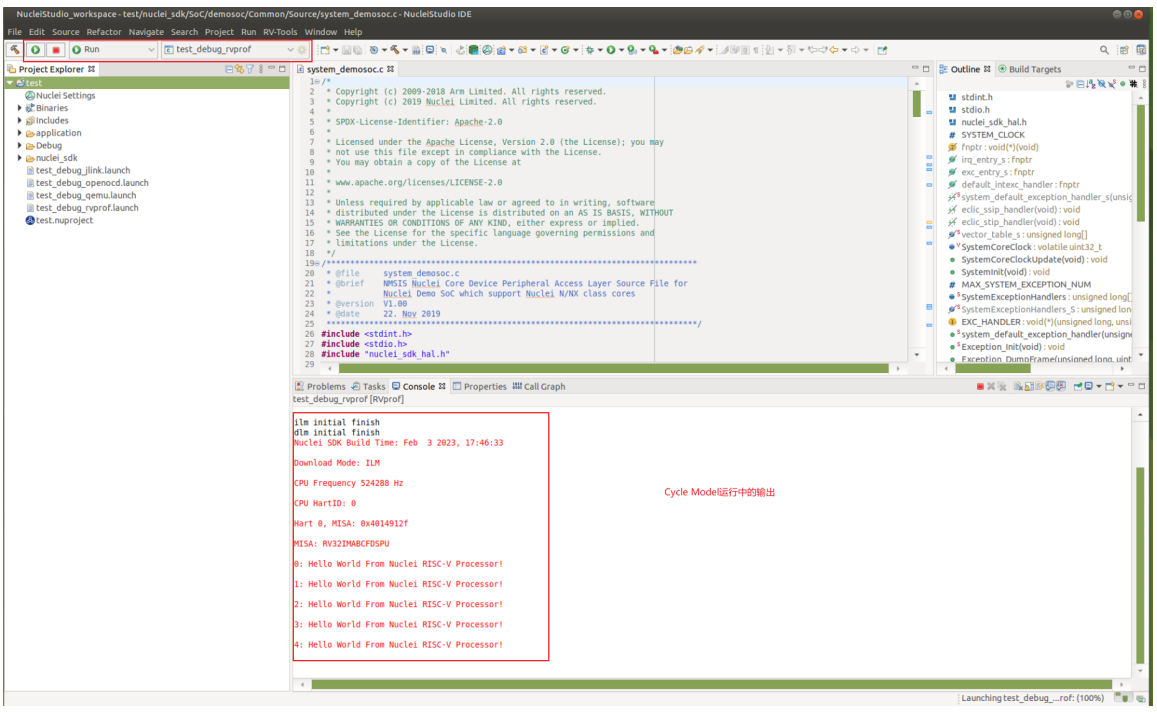 NucleiStudio_workspace - test/nuclei_sdk/SoC/demosoc/Common/Source/system_demosoc.c - NucleiStudio IDE
File Edit Source Refactor Navigate Search Project Run RV-Tools Window Help
Run
test_debug_rvprof
Project Explorer
test
Nuclei Settings
Binaries
Includes
application
Debug
nuclei_sdk
test_debug_jlink.launch
test_debug_openocd.launch
test_debug_qemu.launch
test_debug_rvprof.launch
test.nuproject
system_demosoc.c
1 /*
2 * Copyright (c) 2009-2018 Arm Limited. All rights reserved.
3 * Copyright (c) 2019 Nuclei Limited. All rights reserved.
4 *
5 * SPDX-License-Identifier: Apache-2.0
6 *
7 * Licensed under the Apache License, Version 2.0 (the License); you may
8 * not use this file except in compliance with the License.
9 * You may obtain a copy of the License at
10 *
11 * www.apache.org/licenses/LICENSE-2.0
12 *
13 * Unless required by applicable law or agreed to in writing, software
14 * distributed under the License is distributed on an AS IS BASIS, WITHOUT
15 * WARRANTIES OR CONDITIONS OF ANY KIND, either express or implied.
16 * See the License for the specific language governing permissions and
17 * limitations under the License.
18 */
19 /******************************************************************************
20 * @file system_demosoc.c
21 * @brief NMSIS Nuclei Core Device Peripheral Access Layer Source File for
22 * Nuclei Demo SoC which support Nuclei N/NX class cores
23 * @version V1.00
24 * @date 22. Nov 2019
25 ******************************************************************************/
26 #include <stdint.h>
27 #include <stdio.h>
28 #include "nuclei_sdk_hal.h"
29
Outline
Build Targets
stdint.h
stdio.h
nuclei_sdk_hal.h
SYSTEM_CLOCK
fnptr : void(*)(void)
irq_entry_s : fnptr
exc_entry_s : fnptr
default_intexc_handler : fnptr
system_default_exception_handler_s(unsig
eclic_ssip_handler(void) : void
eclic_stip_handler(void) : void
vector_table_s : unsigned long[]
SystemCoreClock : volatile uint32_t
SystemCoreClockUpdate(void) : void
SystemInit(void) : void
MAX_SYSTEM_EXCEPTION_NUM
SystemExceptionHandlers : unsigned long[]
SystemExceptionHandlers_S : unsigned lon
EXC_HANDLER : void(*)(unsigned long, unsi
system_default_exception_handler(unsigne
Exception_Init(void) : void
Exception_DumpFrame(unsigned long, uint
Problems Tasks Console Properties Call Graph
test_debug_rvprof [RVprof]
ilm initial finish
dlm initial finish
Nuclei SDK Build Time: Feb 3 2023, 17:46:33
Download Mode: ILM
CPU Frequency 524288 Hz
CPU HartID: 0
Hart 0, MISA: 0x4014912f
MISA: RV32IMABCFDSPU
0: Hello World From Nuclei RISC-V Processor!
1: Hello World From Nuclei RISC-V Processor!
2: Hello World From Nuclei RISC-V Processor!
3: Hello World From Nuclei RISC-V Processor!
4: Hello World From Nuclei RISC-V Processor!
Cycle Model运行中的输出
Launching test_debug_...rof: (100%)